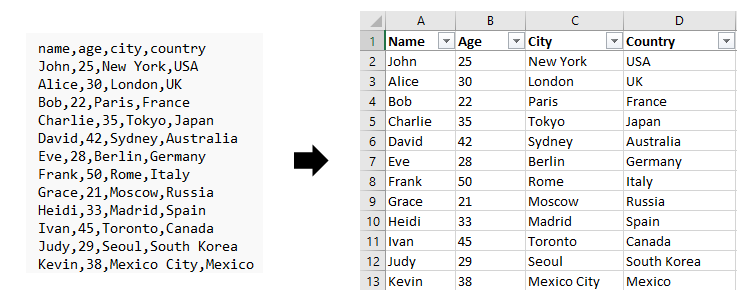 name,age,city,country
John,25,New York,USA
Alice,30,London,UK
Bob,22,Paris,France
Charlie,35,Tokyo,Japan
David,42,Sydney,Australia
Eve,28,Berlin,Germany
Frank,50,Rome,Italy
Grace,21,Moscow,Russia
Heidi,33,Madrid,Spain
Ivan,45,Toronto,Canada
Judy,29,Seoul,South Korea
Kevin,38,Mexico City,Mexico
A B C D
1 Name Age City Country
2 John 25 New York USA
3 Alice 30 London UK
4 Bob 22 Paris France
5 Charlie 35 Tokyo Japan
6 David 42 Sydney Australia
7 Eve 28 Berlin Germany
8 Frank 50 Rome Italy
9 Grace 21 Moscow Russia
10 Heidi 33 Madrid Spain
11 Ivan 45 Toronto Canada
12 Judy 29 Seoul South Korea
13 Kevin 38 Mexico City Mexico